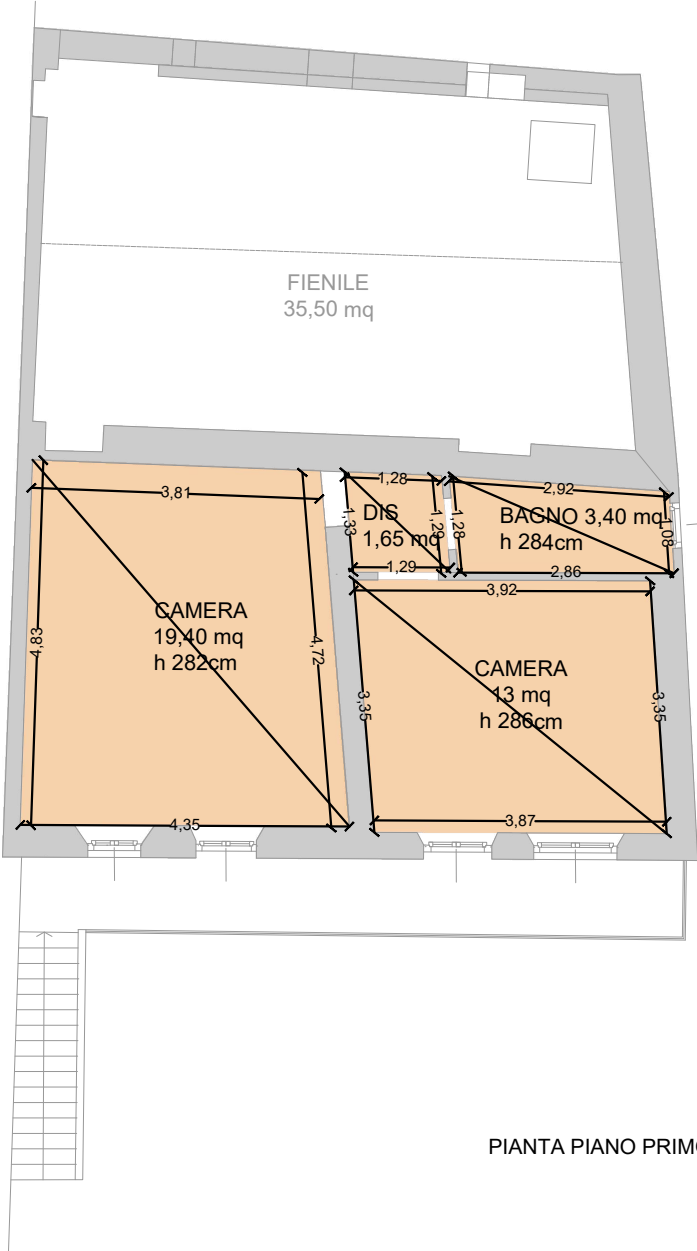 FIENILE
35,50 mq
3,81
1,28
2,92
1,33
DIS
1,65 mq
1,29
1,28
BAGNO 3,40 mq
h 284cm
1,08
1,29
2,86
3,92
4,83
CAMERA
19,40 mq
h 282cm
4,72
CAMERA
13 mq
h 286cm
3,35
3,35
4,35
3,87
PIANTA PIANO PRIMO